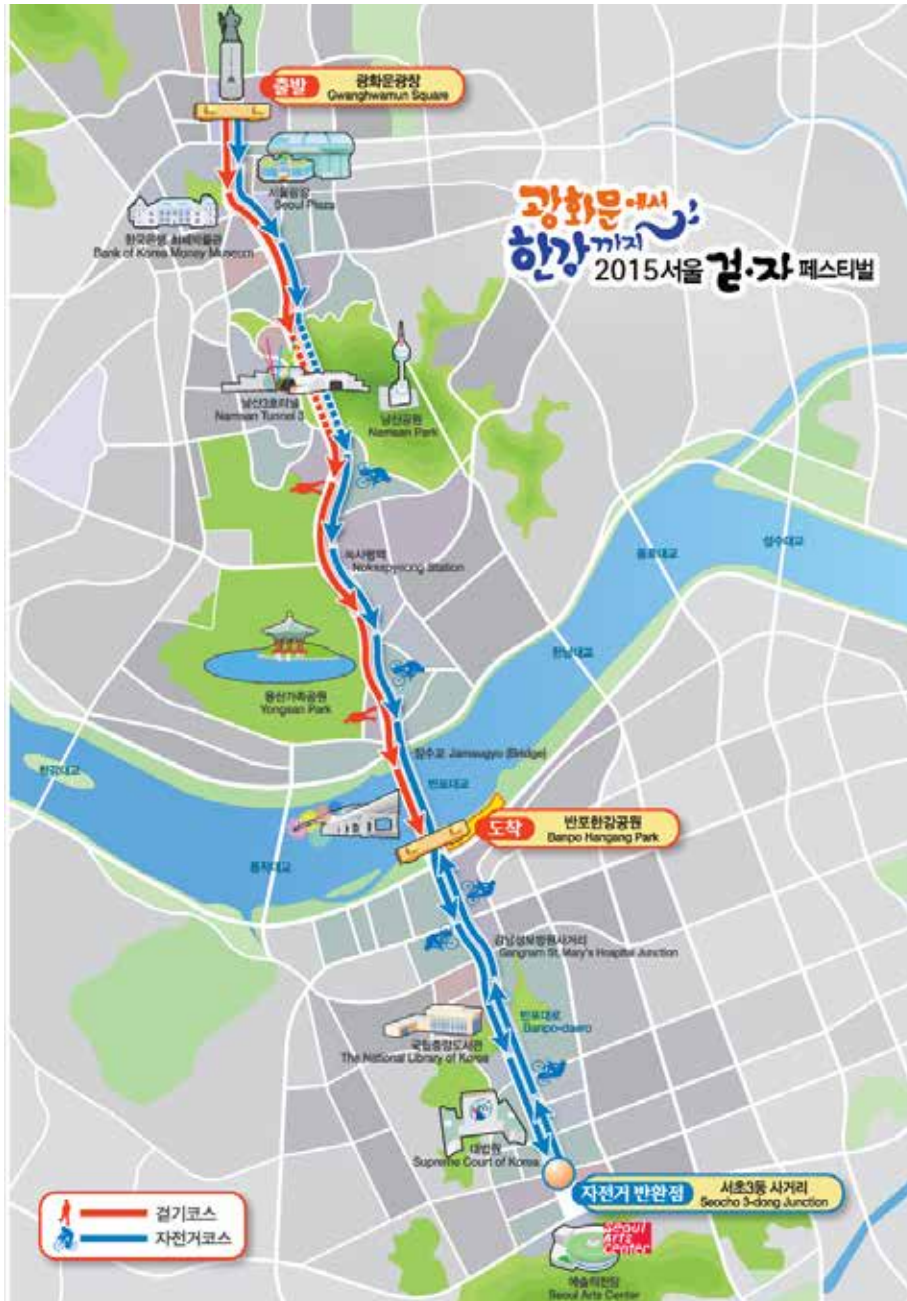 출발
광화문광장
Gwanghwamun Square
서울광장
Seoul Plaza
한국은행 화폐박물관
Bank of Korea Money Museum
광화문에서
한강까지
2015 서울 걷·자 페스티벌
남산3호터널
Namsan Tunnel 3
남산공원
Namsan Park
녹사평역
Noksapyeong Station
성수대교
동호대교
한남대교
용산가족공원
Yongsan Park
잠수교 Jamsugyo (Bridge)
한강대교
반포대교
도착
반포한강공원
Banpo Hangang Park
동작대교
강남성모병원사거리
Gangnam St. Mary's Hospital Junction
반포대로
Banpo-daero
국립중앙도서관
The National Library of Korea
대법원
Supreme Court of Korea
자전거 반환점
서초3동 사거리
Seocho 3-dong Junction
걷기코스
자전거코스
Seoul
Arts
Center
예술의전당
Seoul Arts Center